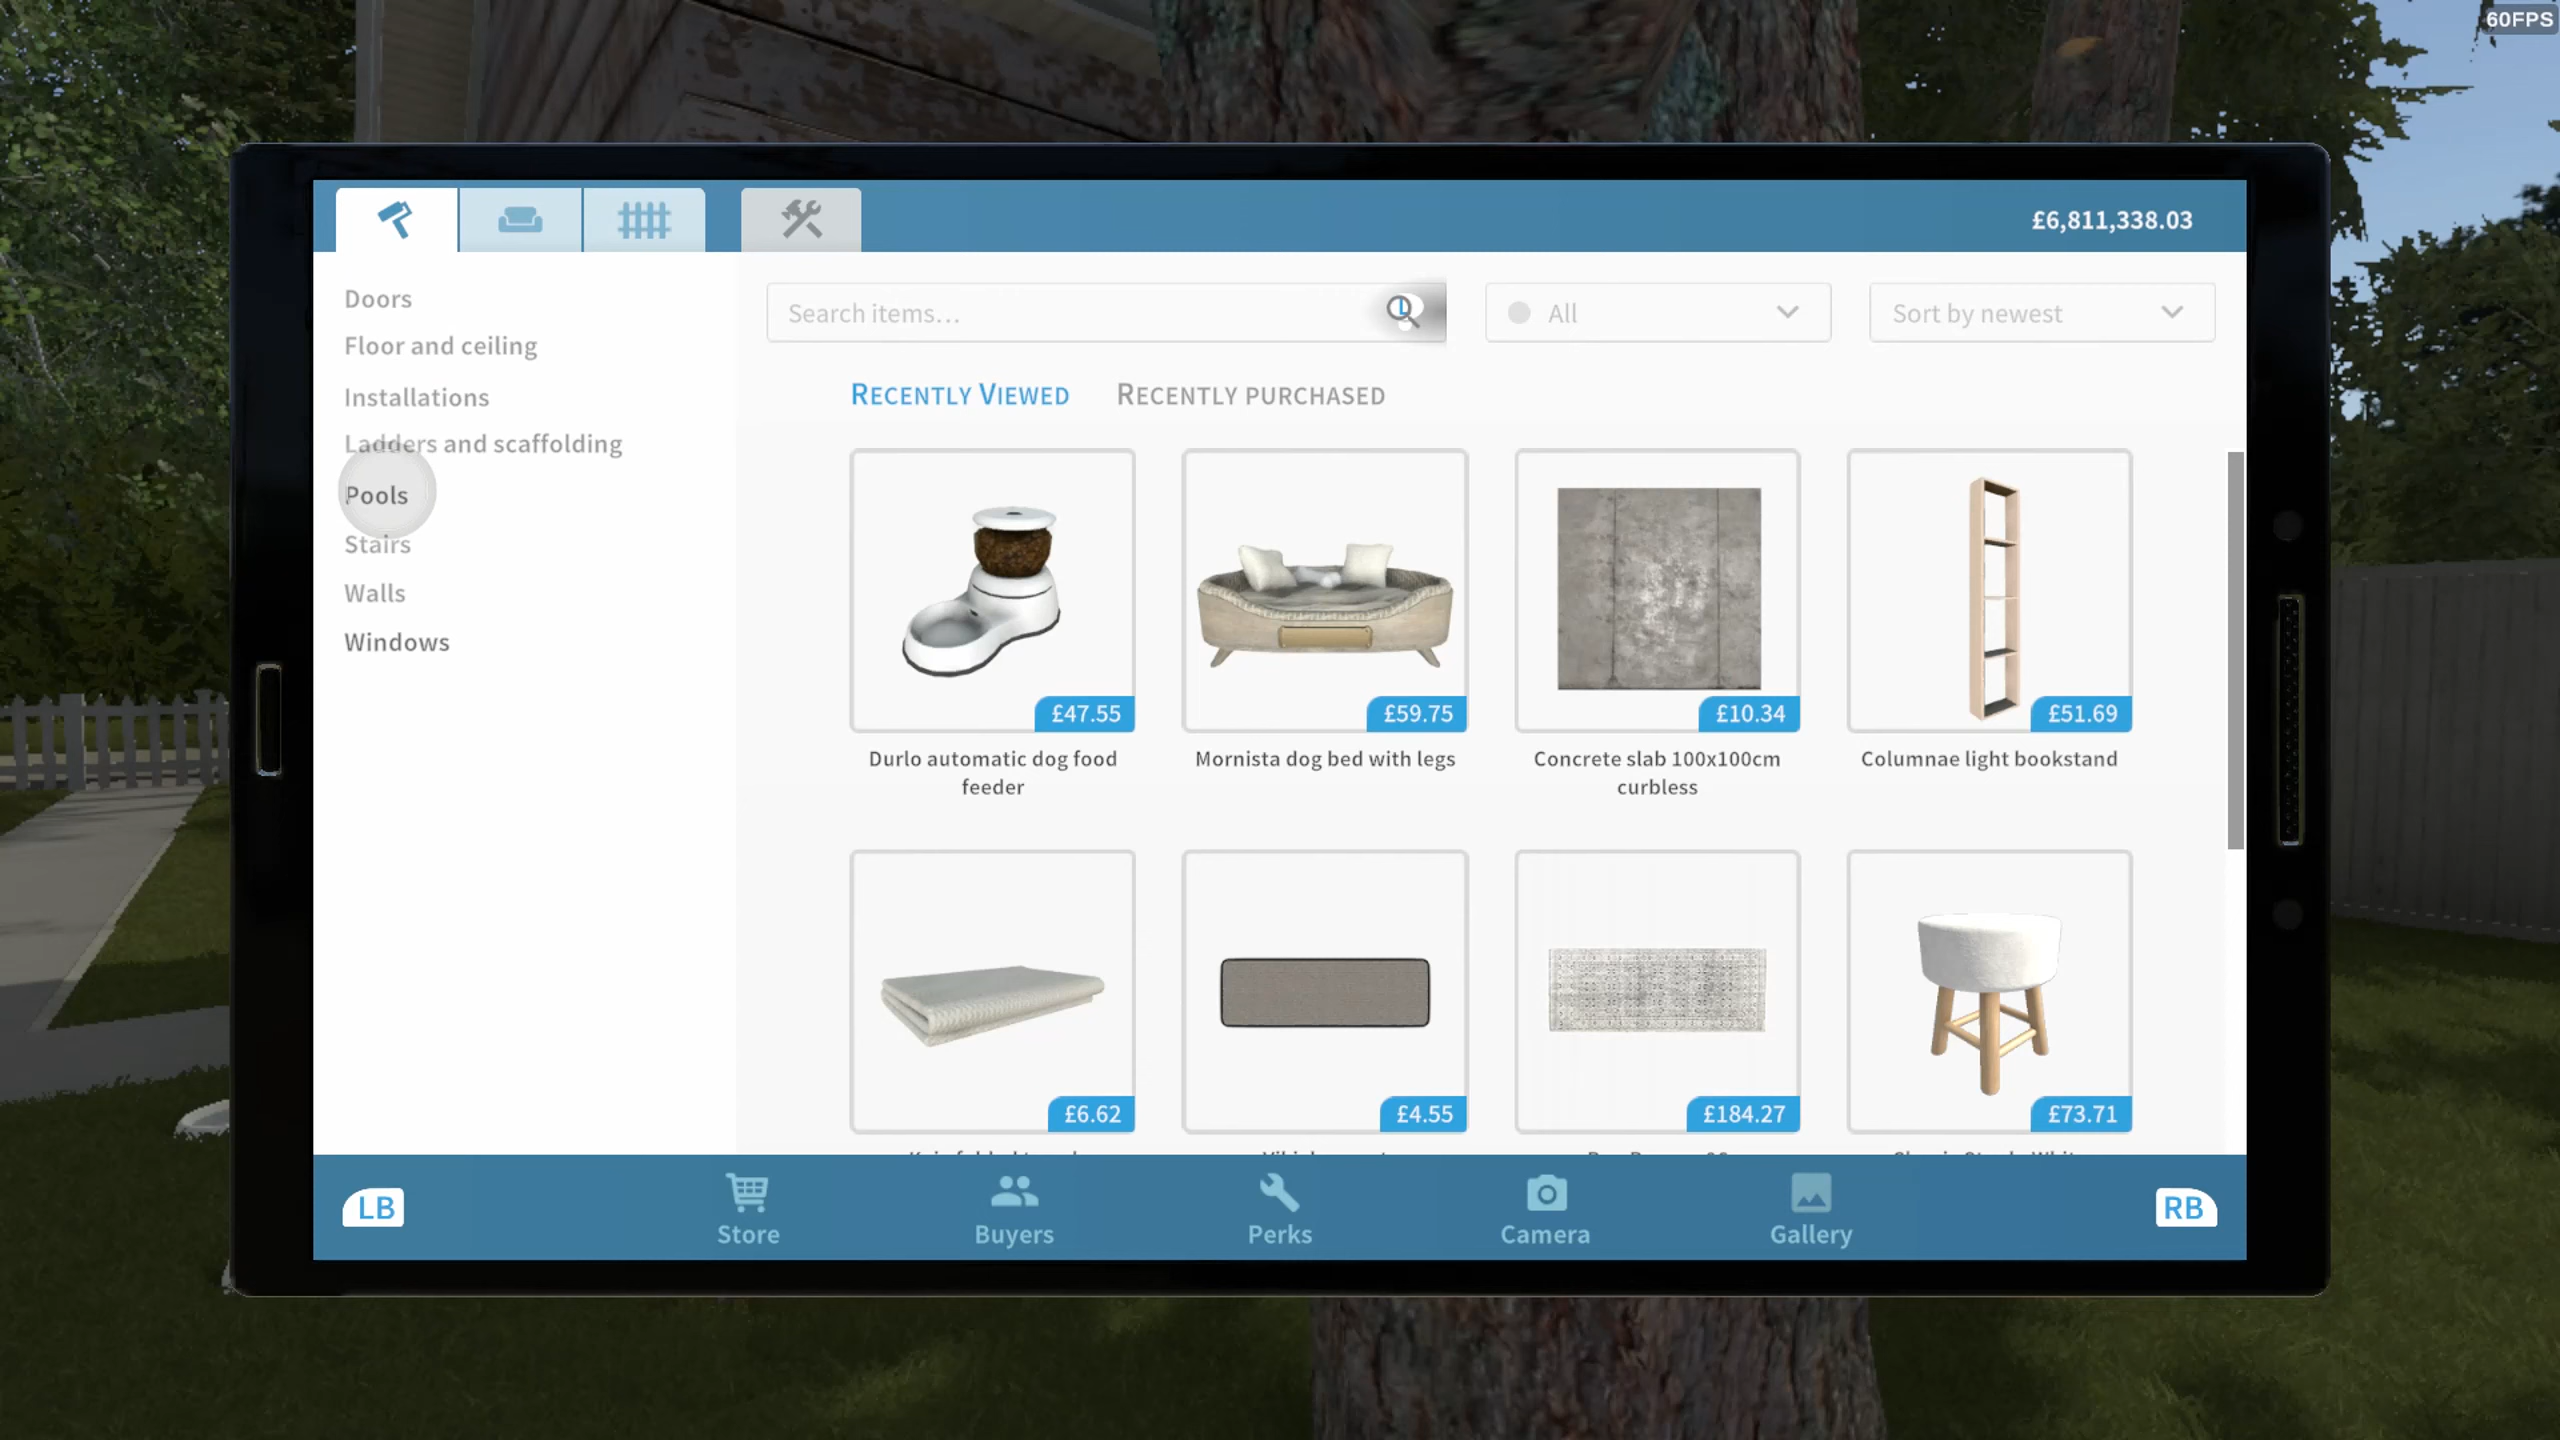 60FPS
£6,811,338.03
Doors
Floor and ceiling
Installations
Ladders and scaffolding
Pools
Stairs
Walls
Windows
Search items...
All
Sort by newest
RECENTLY VIEWED
RECENTLY PURCHASED
£47.55
£59.75
£10.34
£51.69
Durlo automatic dog food
feeder
Mornista dog bed with legs
Concrete slab 100x100cm
curbless
Columnae light bookstand
£6.62
£4.55
£184.27
£73.71
LB
Store
Buyers
Perks
Camera
Gallery
RB